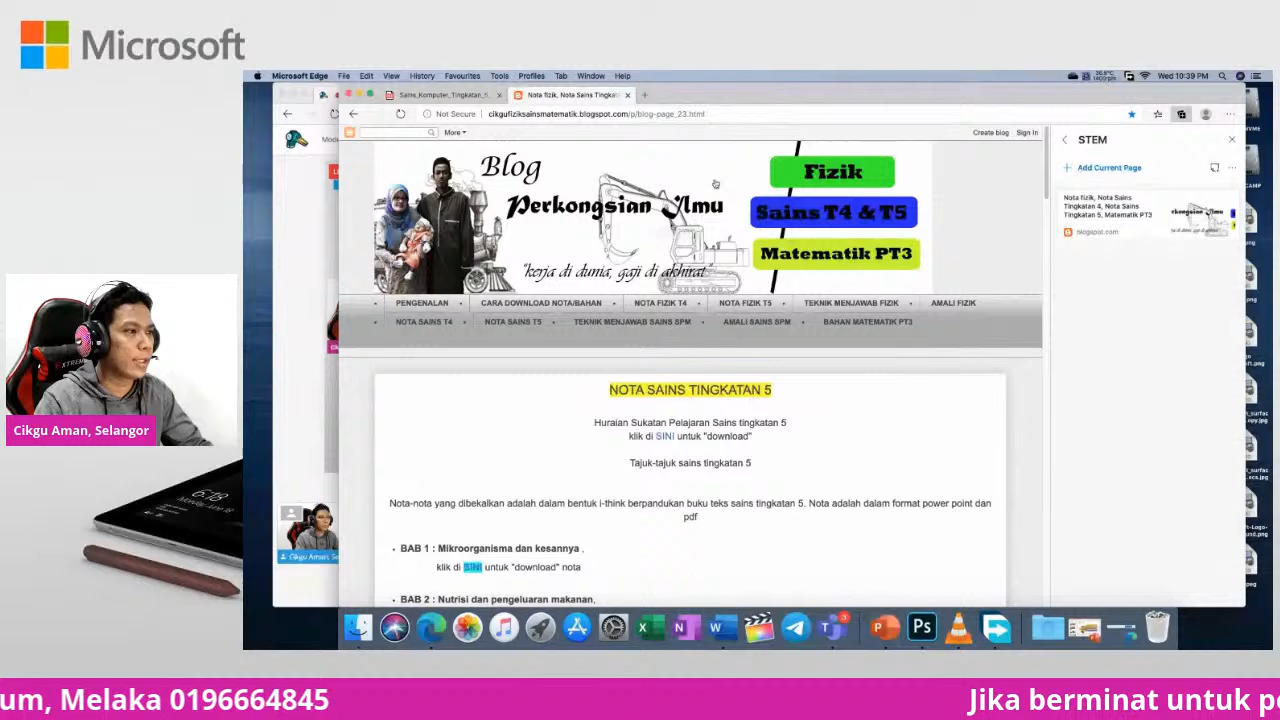 Microsoft
Microsoft Edge File Edit View History Favourites Tools Profiles Tab Window Help
Wed 10:39 PM
Sains_Komputer_Tingkatan_
Nota fizik, Nota Sains Tingkat
Not Secure cikgufiziksainsmatematik.blogspot.com/p/blog-page_23.html
More
Create blog Sign In
STEM
Add Current Page
Nota fizik, Nota Sains
Tingkatan 4, Nota Sains
Tingkatan 5, Matematik PT3
blogspot.com
Blog
Perkongsian Ilmu
"kerja di dunia, gaji di akhirat"
Fizik
Sains T4 & T5
Matematik PT3
PENGENALAN
CARA DOWNLOAD NOTA/BAHAN
NOTA FIZIK T4
NOTA FIZIK T5
TEKNIK MENJAWAB FIZIK
AMALI FIZIK
NOTA SAINS T4
NOTA SAINS T5
TEKNIK MENJAWAB SAINS SPM
AMALI SAINS SPM
BAHAN MATEMATIK PT3
NOTA SAINS TINGKATAN 5
Huraian Sukatan Pelajaran Sains tingkatan 5
klik di SINI untuk "download"
Tajuk-tajuk sains tingkatan 5
Nota-nota yang dibekalkan adalah dalam bentuk i-think berpandukan buku teks sains tingkatan 5. Nota adalah dalam format power point dan
pdf
BAB 1 : Mikroorganisma dan kesannya ,
klik di SINI untuk "download" nota
BAB 2 : Nutrisi dan pengeluaran makanan,
Cikgu Aman, Selangor
Cikgu Aman, Se
6:18
um, Melaka 0196664845
Jika berminat untuk pe